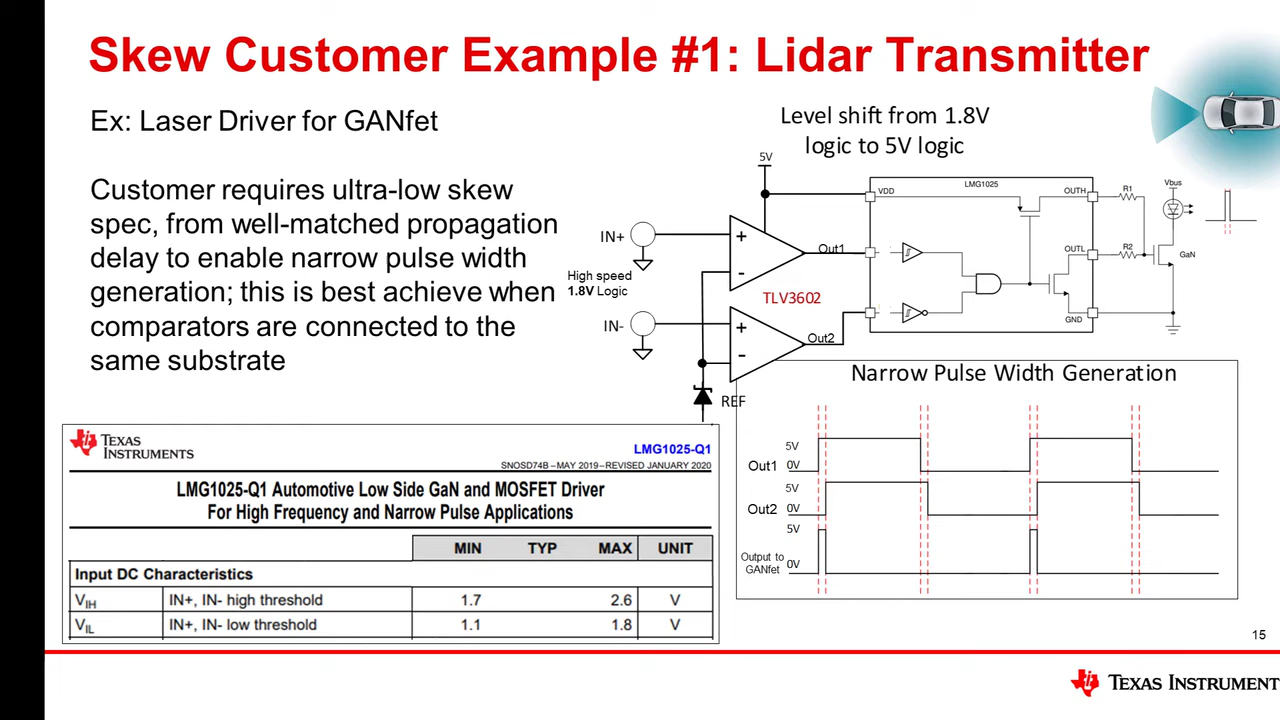 Skew Customer Example #1: Lidar Transmitter
Ex: Laser Driver for GANfet
Customer requires ultra-low skew
spec, from well-matched propagation
delay to enable narrow pulse width
generation; this is best achieve when
comparators are connected to the
same substrate
Level shift from 1.8V
logic to 5V logic
5V
VDD
LMG1025
OUTH
R1
Vbus
IN+
+
-
Out1
OUTL
R2
GaN
High speed
1.8V Logic
TLV3602
IN-
+
-
Out2
GND
REF
Narrow Pulse Width Generation
5V
Out1
0V
5V
Out2
0V
5V
Output to
GANfet
0V
TEXAS
INSTRUMENTS
LMG1025-Q1
SNOSD74B – MAY 2019 – REVISED JANUARY 2020
LMG1025-Q1 Automotive Low Side GaN and MOSFET Driver
For High Frequency and Narrow Pulse Applications
MIN TYP MAX UNIT
Input DC Characteristics
VIH IN+, IN- high threshold 1.7 2.6 V
VIL IN+, IN- low threshold 1.1 1.8 V
15
TEXAS INSTRUMENT